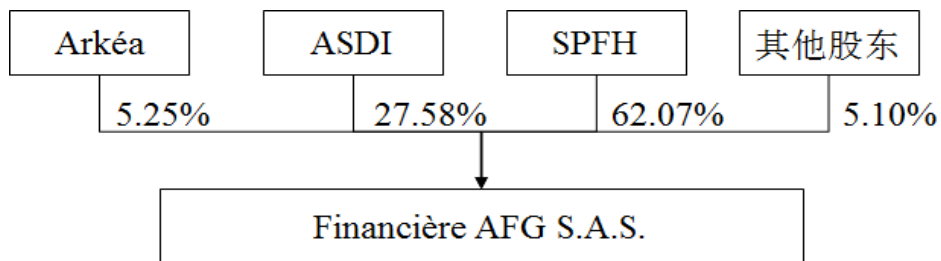 Arkéa ASDI SPFH 其他股东
5.25% 27.58% 62.07% 5.10%
Financière AFG S.A.S.